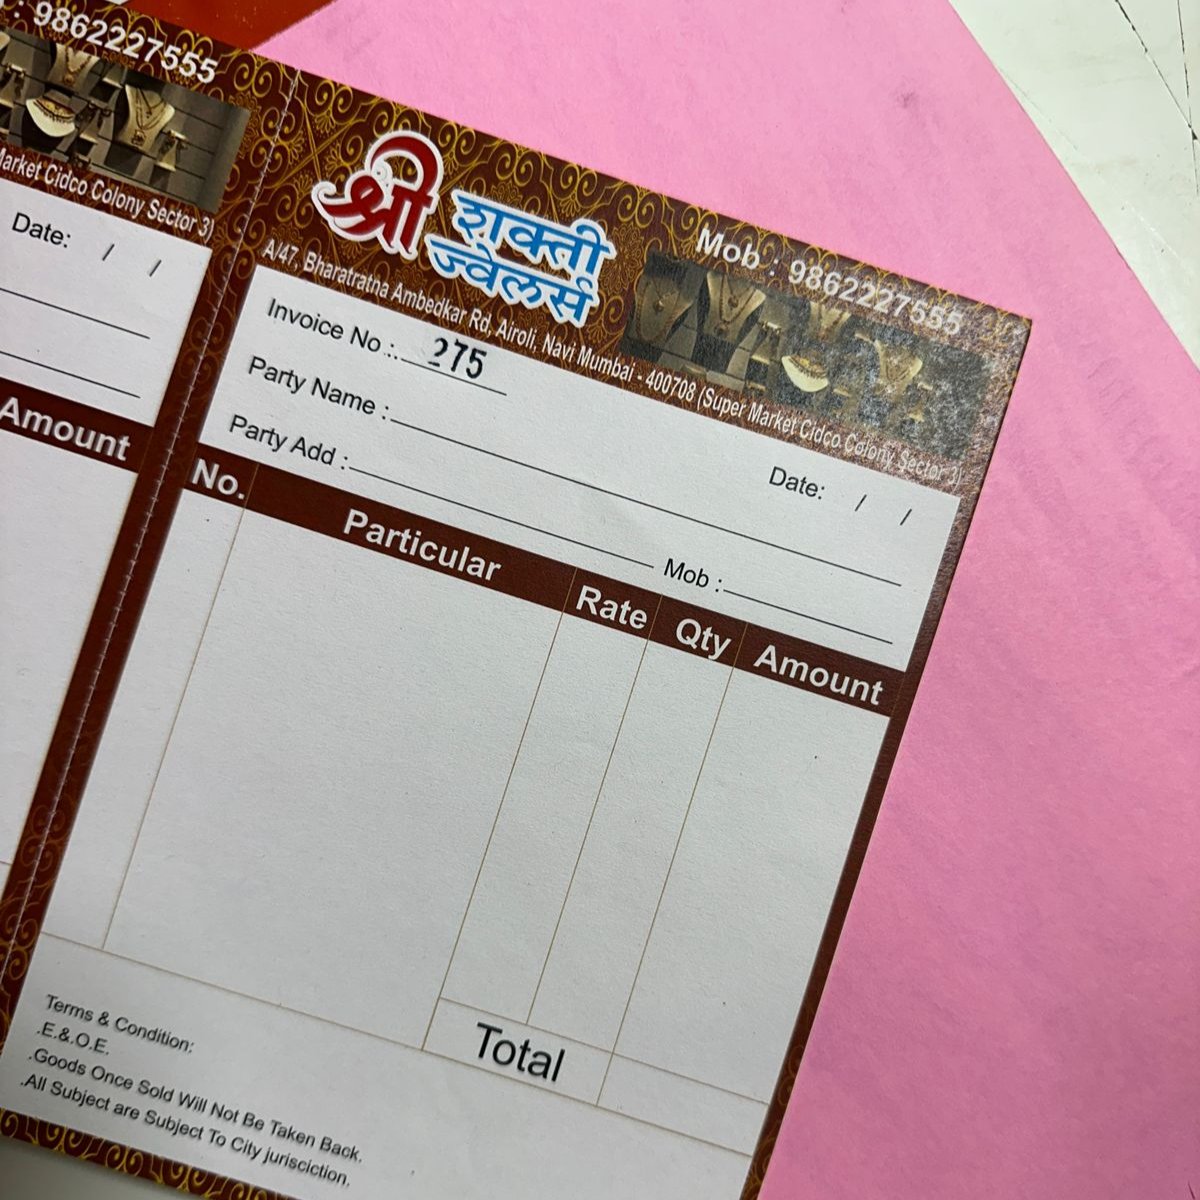 : 9862227555
Market Cidco Colony Sector 3)
Date: / /
Amount
श्री शक्ती
ज्वेलर्स
Mob : 9862227555
A/47, Bharatratna Ambedkar Rd, Airoli, Navi Mumbai - 400708 (Super Market Cidco Colony Sector 3)
Invoice No : 275
Date: / /
Party Name :
Party Add : Mob :
No. Particular Rate Qty Amount
Total
Terms & Condition:
.E.&.O.E.
.Goods Once Sold Will Not Be Taken Back.
.All Subject are Subject To City jurisciction.